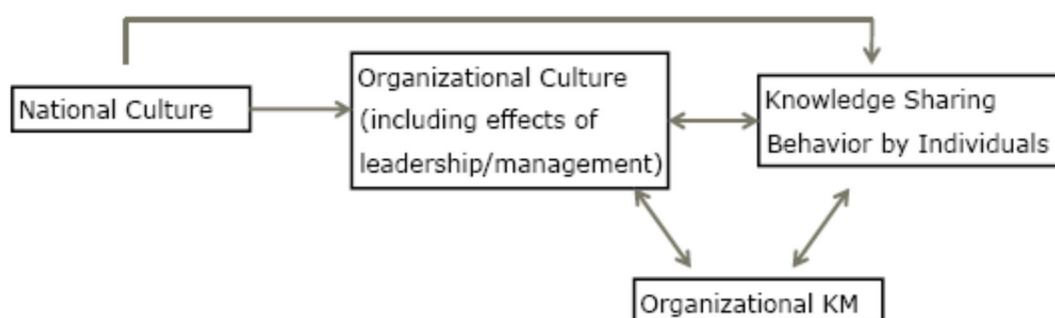 National Culture
Organizational Culture
(including effects of
leadership/management)
Knowledge Sharing
Behavior by Individuals
Organizational KM